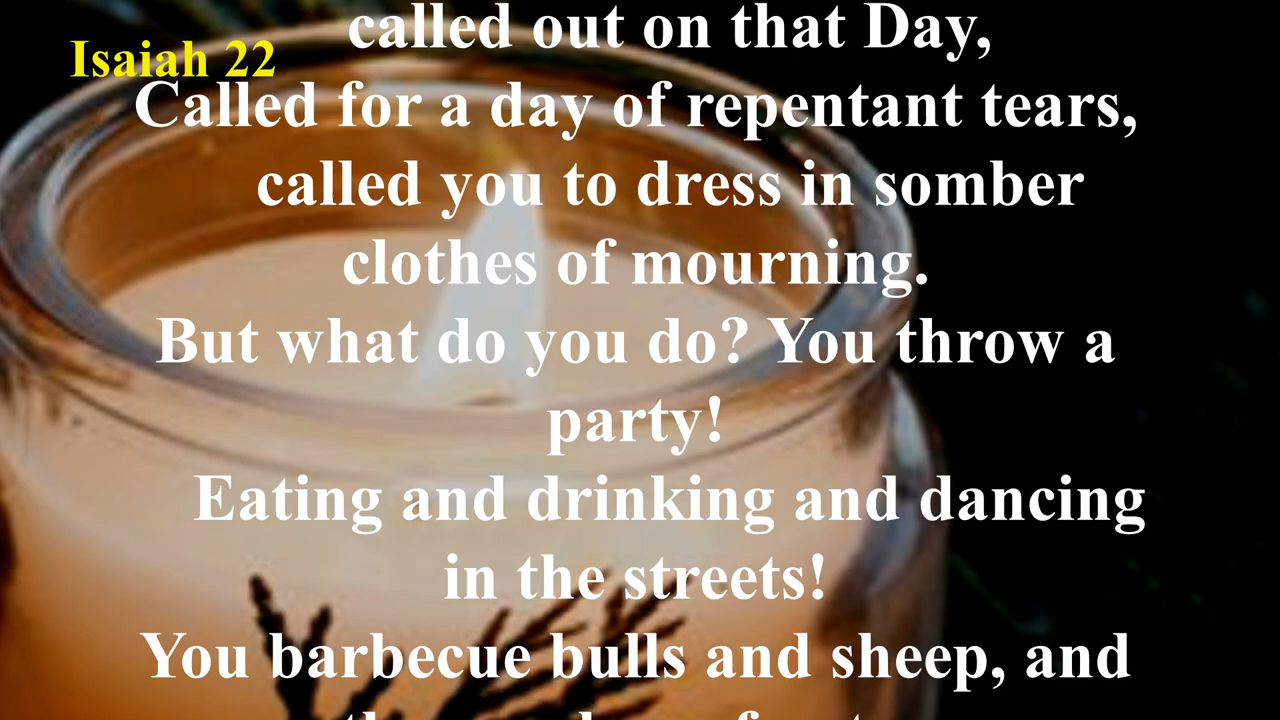 called out on that Day,
Isaiah 22
Called for a day of repentant tears,
called you to dress in somber
clothes of mourning.
But what do you do? You throw a
party!
Eating and drinking and dancing
in the streets!
You barbecue bulls and sheep, and